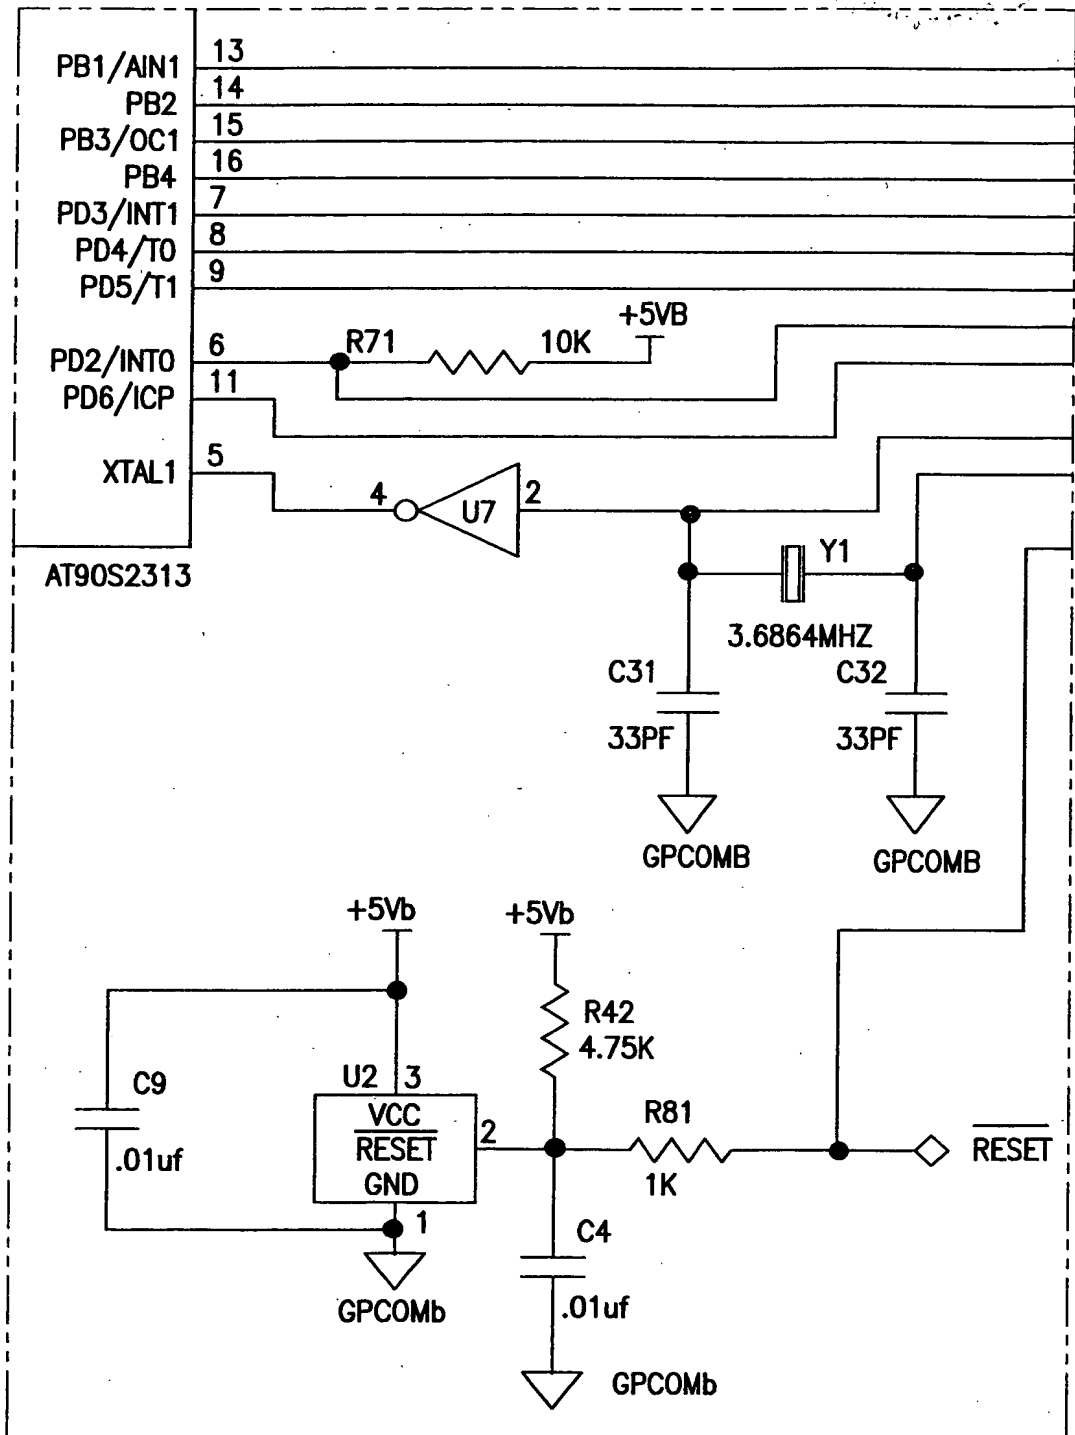 PB1/AIN1 13
PB2 14
PB3/OC1 15
PB4 16
PD3/INT1 7
PD4/T0 8
PD5/T1 9
+5VB
PD2/INT0 6 R71 10K
PD6/ICP 11
XTAL1 5
4 U7 2
Y1
AT90S2313
3.6864MHZ
C31 C32
33PF 33PF
GPCOMB GPCOMB
+5Vb +5Vb
R42
4.75K
C9 U2 3
VCC R81
RESET 2 RESET
.01uf
GND 1K
1 C4
GPCOMb .01uf
GPCOMb